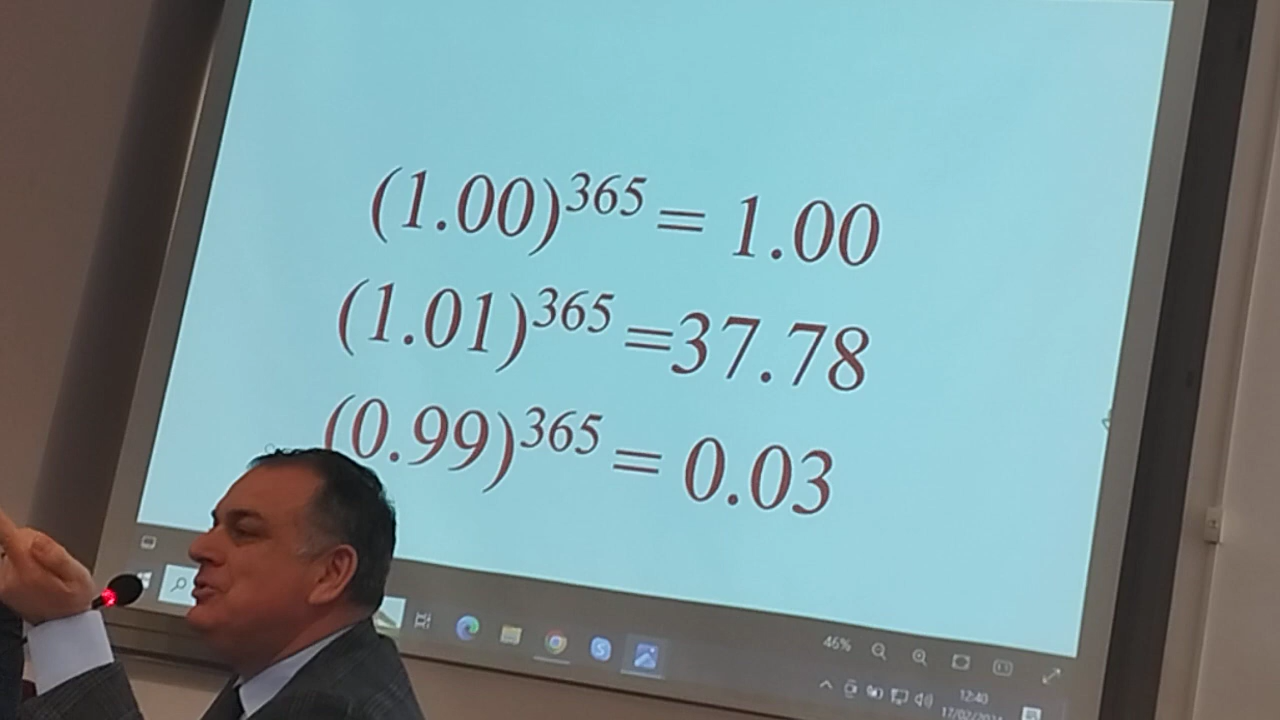 (1.00)³⁶⁵ = 1.00
(1.01)³⁶⁵ =37.78
(0.99)³⁶⁵ = 0.03
46%
12:40